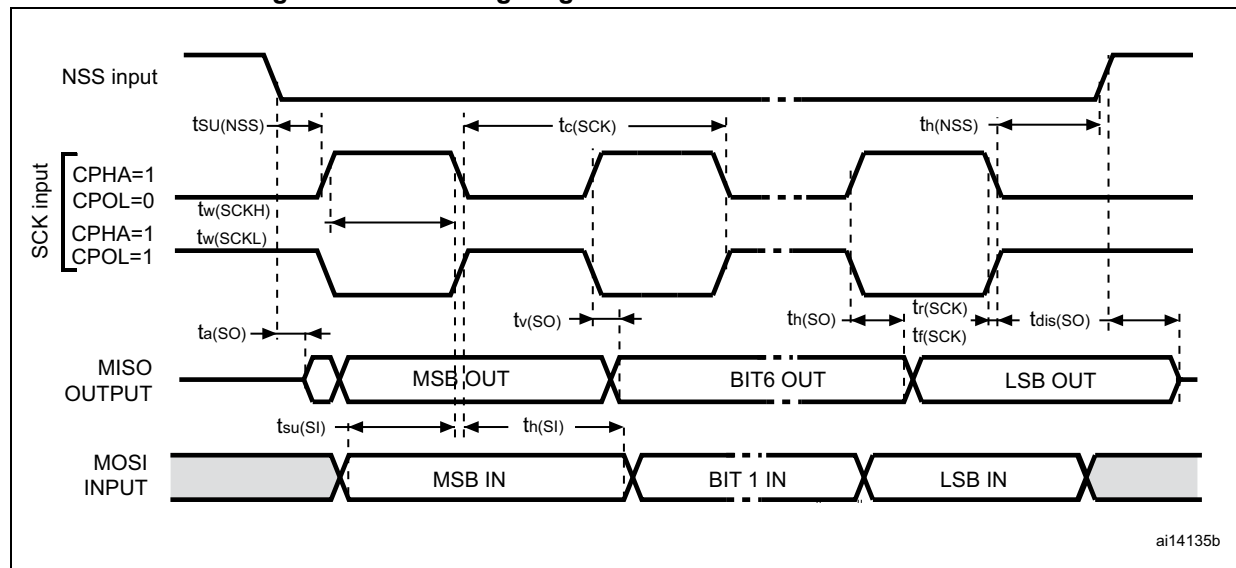 NSS input
tSU(NSS)
tc(SCK)
th(NSS)
SCK input
CPHA=1
CPOL=0
tw(SCKH)
CPHA=1
tw(SCKL)
CPOL=1
ta(SO)
tv(SO)
th(SO)
tr(SCK)
tf(SCK)
tdis(SO)
MISO
OUTPUT
MSB OUT
BIT6 OUT
LSB OUT
tsu(SI)
th(SI)
MOSI
INPUT
MSB IN
BIT 1 IN
LSB IN
ai14135b